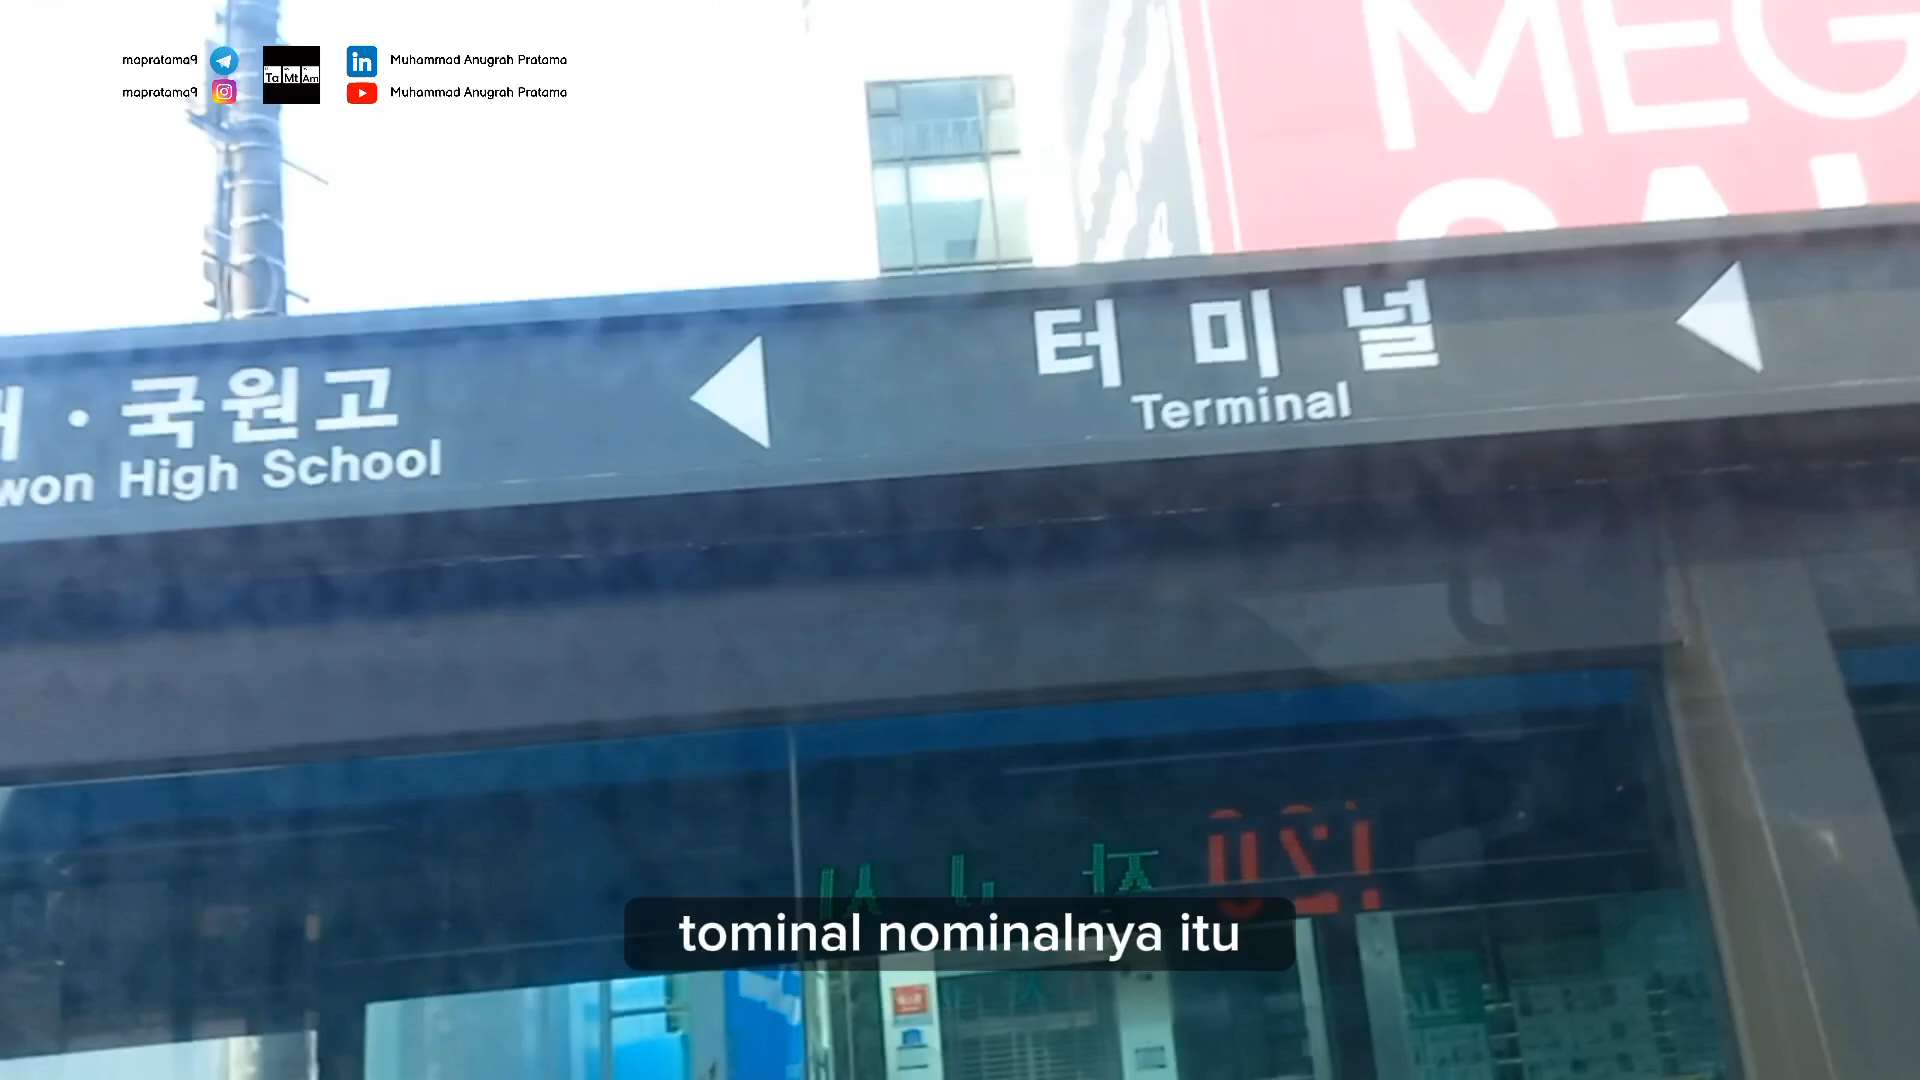 mapratama9
Muhammad Anugrah Pratama
mapratama9
Muhammad Anugrah Pratama
Ta Mt Am
MEG
· 국원고
won High School
터미널
Terminal
tominal nominalnya itu